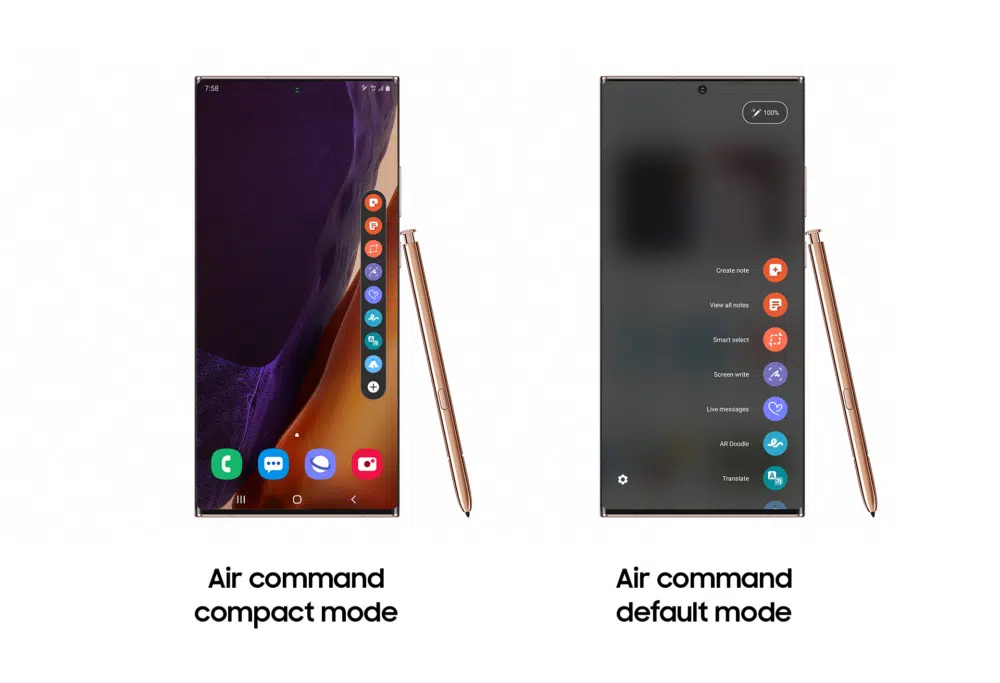 7:58
100%
Create note
View all notes
Smart select
Screen write
Live messages
AR Doodle
Translate
Air command
compact mode
Air command
default mode